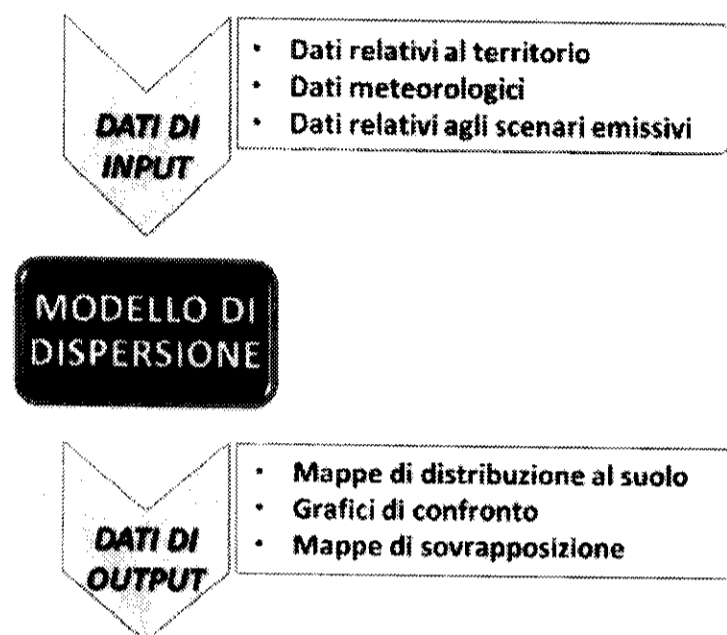 DATI DI
INPUT
• Dati relativi al territorio
• Dati meteorologici
• Dati relativi agli scenari emissivi
MODELLO DI
DISPERSIONE
DATI DI
OUTPUT
• Mappe di distribuzione al suolo
• Grafici di confronto
• Mappe di sovrapposizione